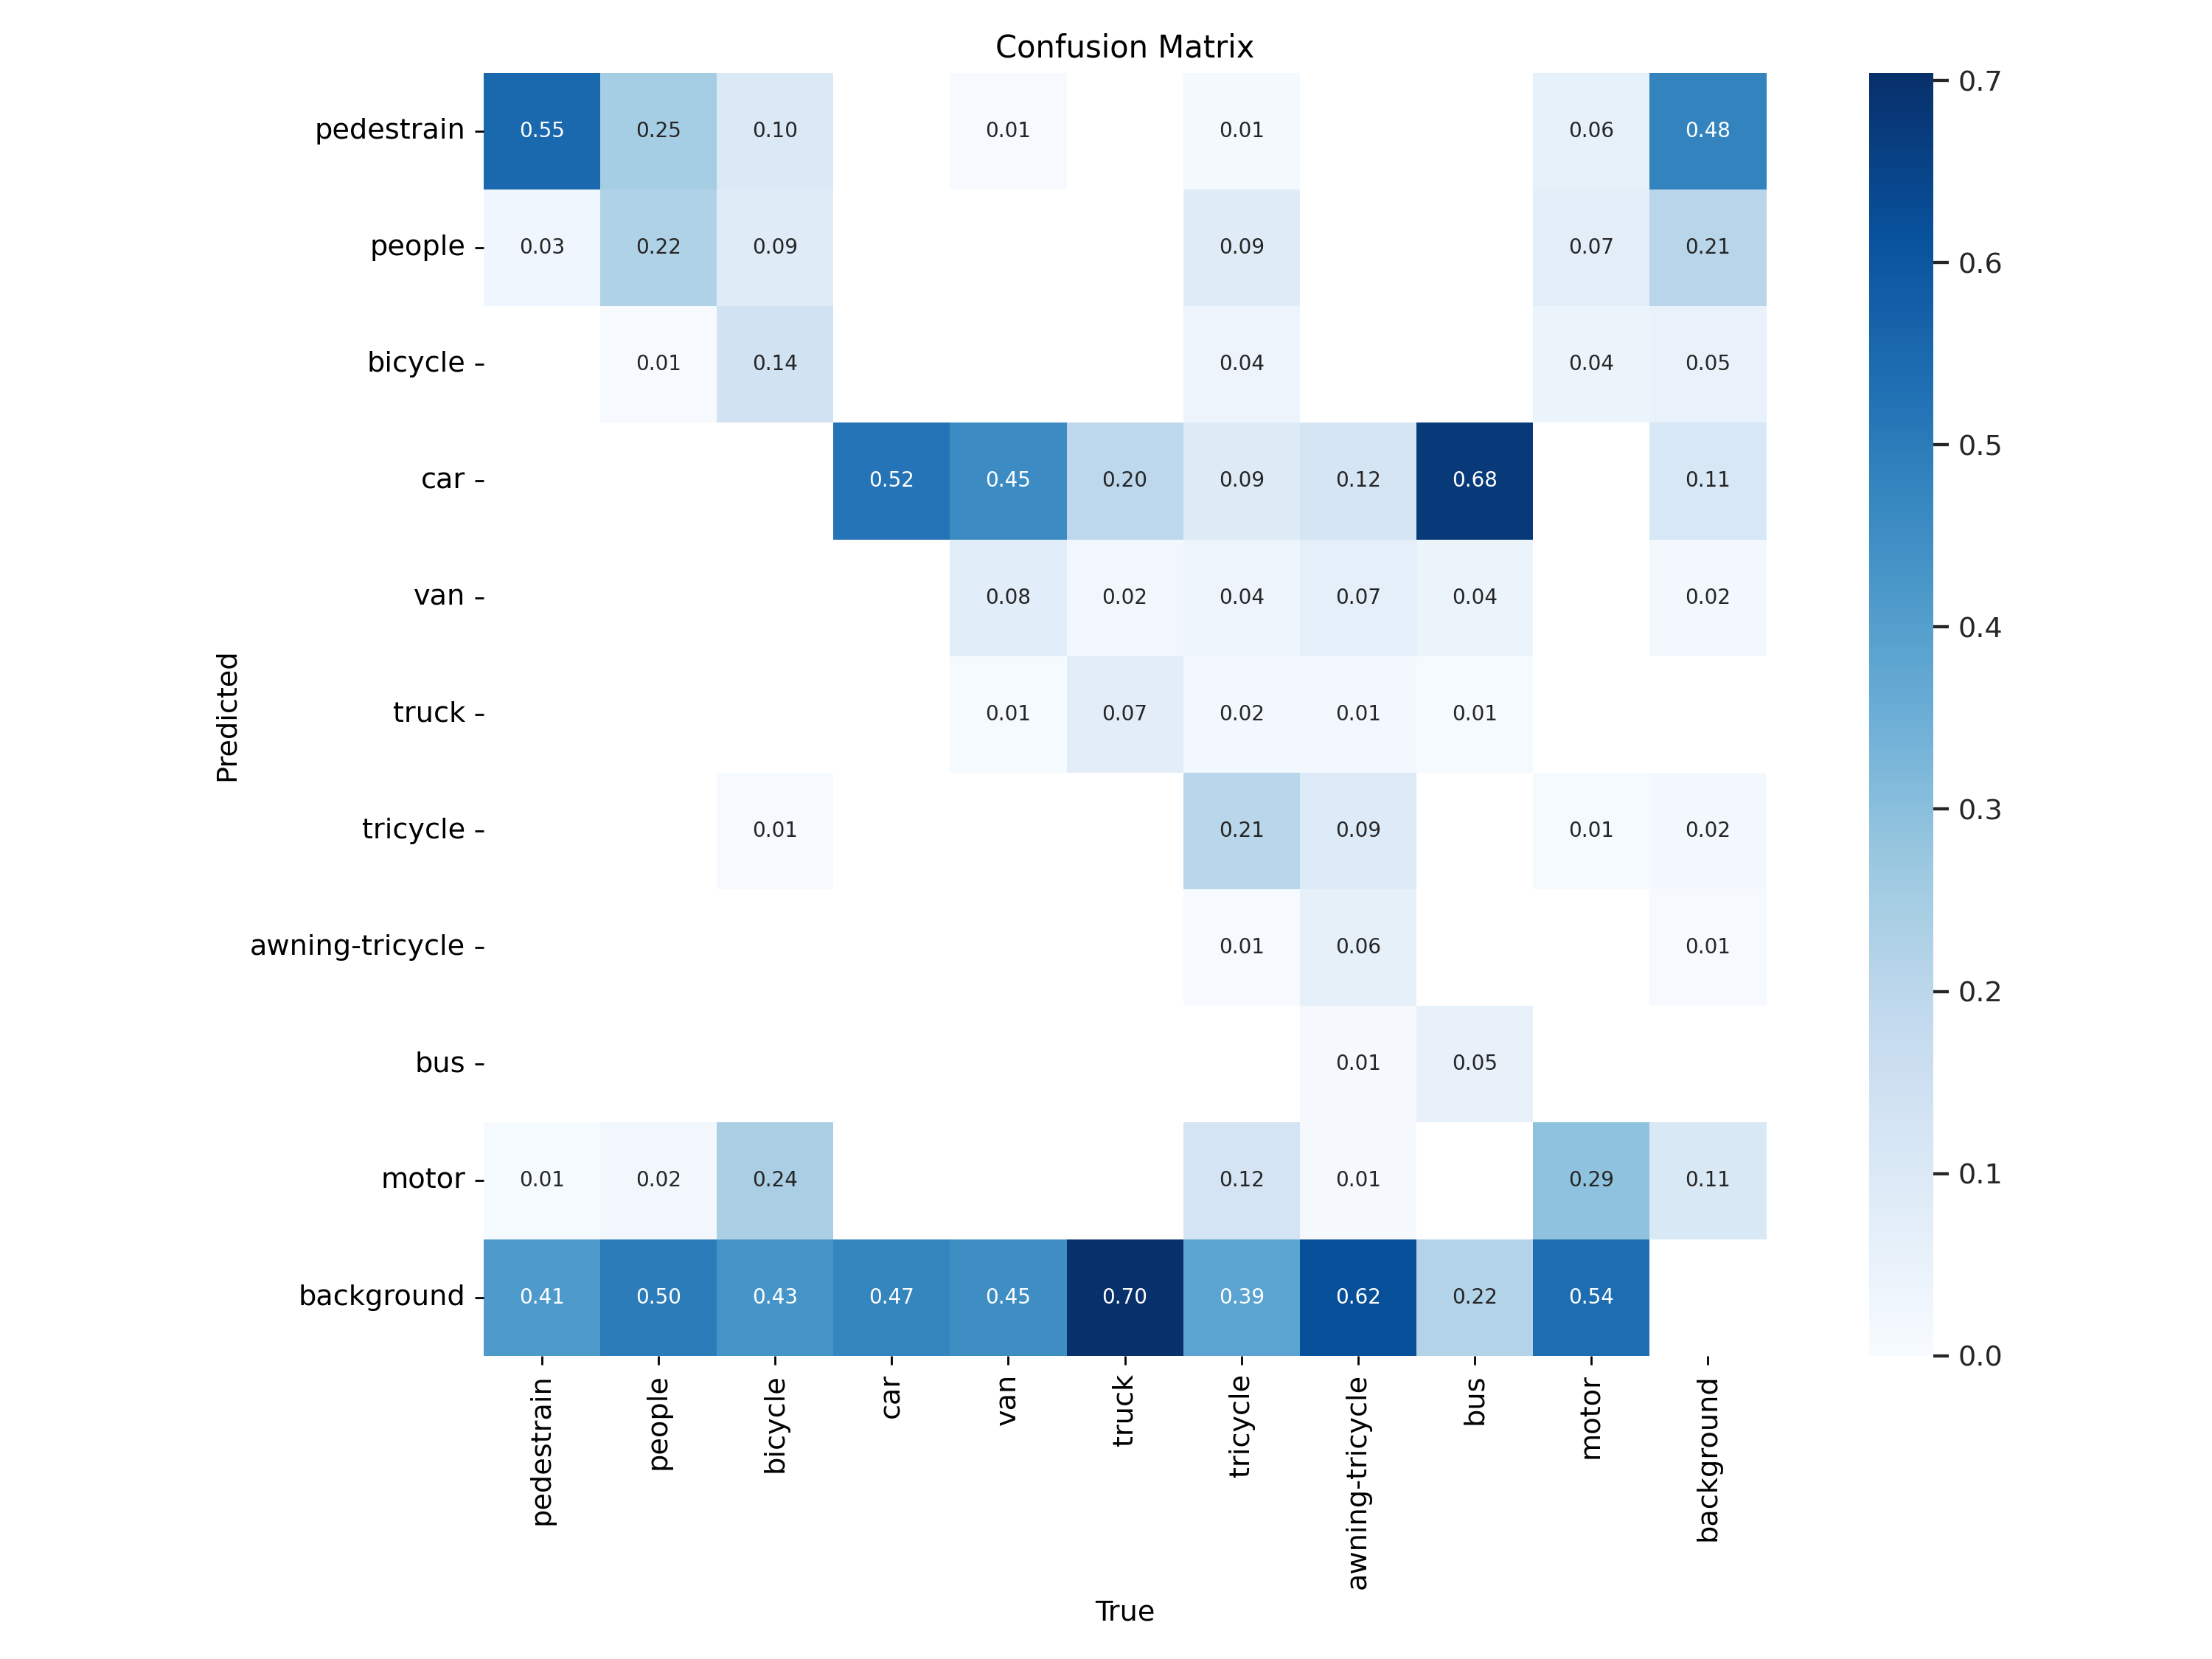 Confusion Matrix
pedestrain 0.55 0.25 0.10 0.01 0.01 0.06 0.48
people 0.03 0.22 0.09 0.09 0.07 0.21
bicycle 0.01 0.14 0.04 0.04 0.05
car 0.52 0.45 0.20 0.09 0.12 0.68 0.11
van 0.08 0.02 0.04 0.07 0.04 0.02
truck 0.01 0.07 0.02 0.01 0.01
tricycle 0.01 0.21 0.09 0.01 0.02
awning-tricycle 0.01 0.06 0.01
bus 0.01 0.05
motor 0.01 0.02 0.24 0.12 0.01 0.29 0.11
background 0.41 0.50 0.43 0.47 0.45 0.70 0.39 0.62 0.22 0.54
Predicted
pedestrain
people
bicycle
car
van
truck
tricycle
awning-tricycle
bus
motor
background
True
0.7
0.6
0.5
0.4
0.3
0.2
0.1
0.0